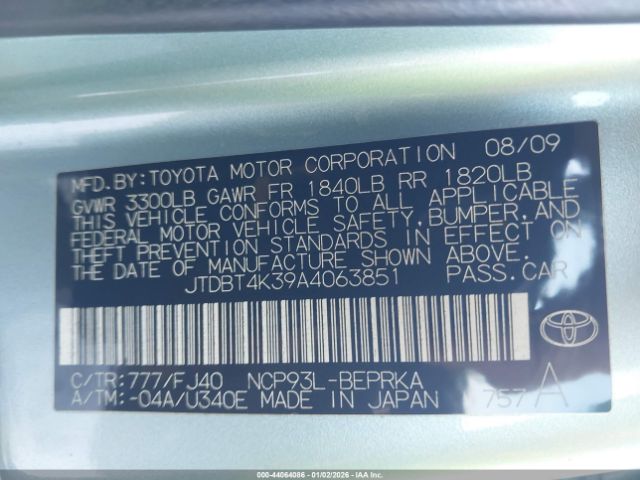 MFD.BY:TOYOTA MOTOR CORPORATION 08/09
GVWR 3300LB GAWR FR 1840LB RR 1820LB
THIS VEHICLE CONFORMS TO ALL APPLICABLE
FEDERAL MOTOR VEHICLE SAFETY,BUMPER,AND
THEFT PREVENTION STANDARDS IN EFFECT ON
THE DATE OF MANUFACTURE SHOWN ABOVE.
JTDBT4K39A4063851 PASS.CAR
C/TR:777/FJ40 NCP93L-BEPRKA
A/TM:-04A/U340E MADE IN JAPAN 757 A
000-44064086 - 01/02/2026 - IAAI.COM